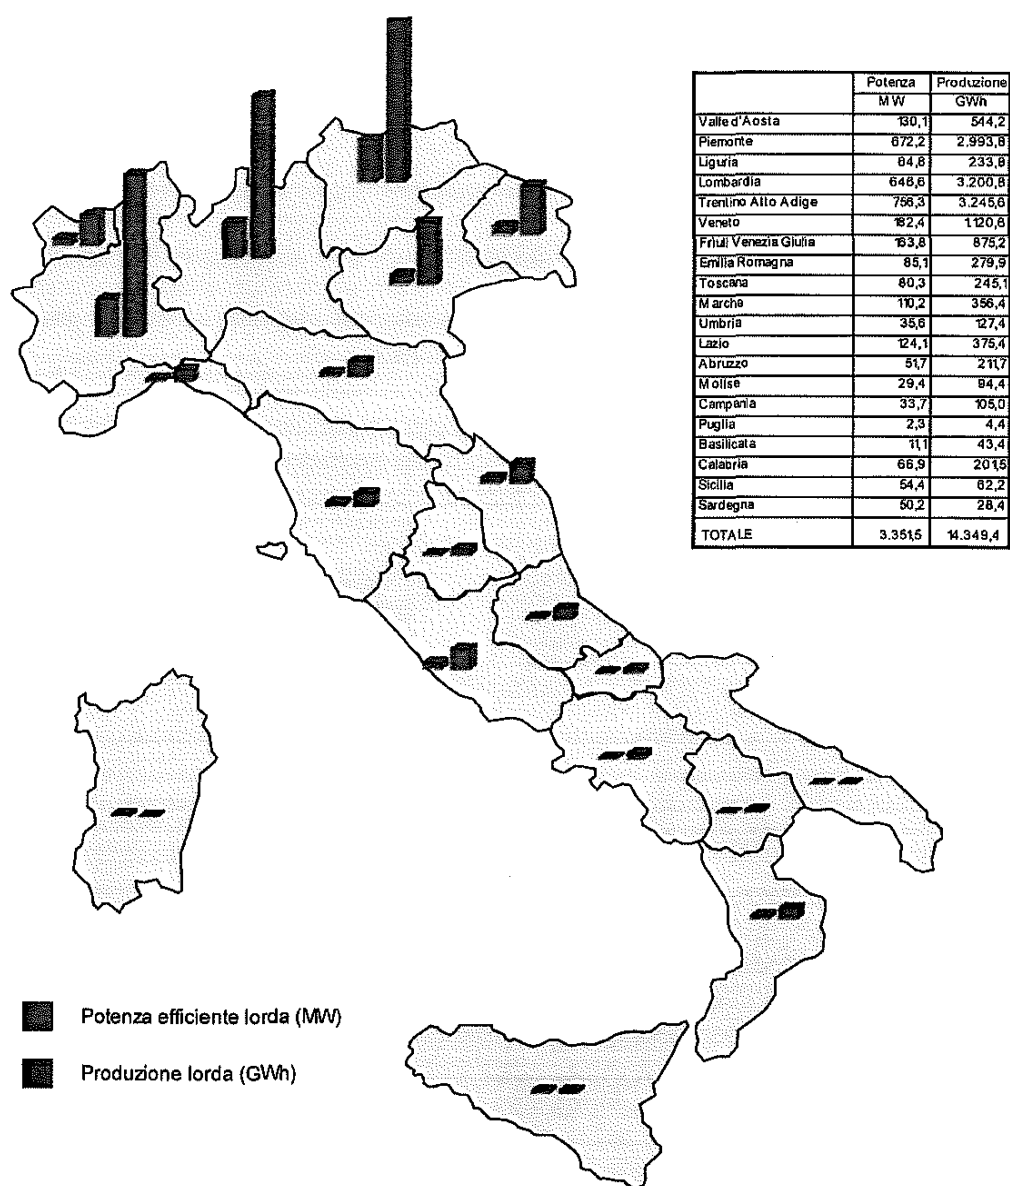 Potenza Produzione
MW GWh
Valle d'Aosta 130,1 544,2
Piemonte 672,2 2.993,8
Liguria 64,8 233,8
Lombardia 646,6 3.200,8
Trentino Alto Adige 756,3 3.245,6
Veneto 182,4 1.120,6
Friuli Venezia Giulia 163,8 875,2
Emilia Romagna 85,1 279,9
Toscana 80,3 245,1
Marche 110,2 356,4
Umbria 35,6 127,4
Lazio 124,1 375,4
Abruzzo 51,7 211,7
Molise 29,4 94,4
Campania 33,7 105,0
Puglia 2,3 4,4
Basilicata 11,1 43,4
Calabria 66,9 201,5
Sicilia 54,4 62,2
Sardegna 50,2 28,4
TOTALE 3.351,5 14.349,4
Potenza efficiente lorda (MW)
Produzione lorda (GWh)